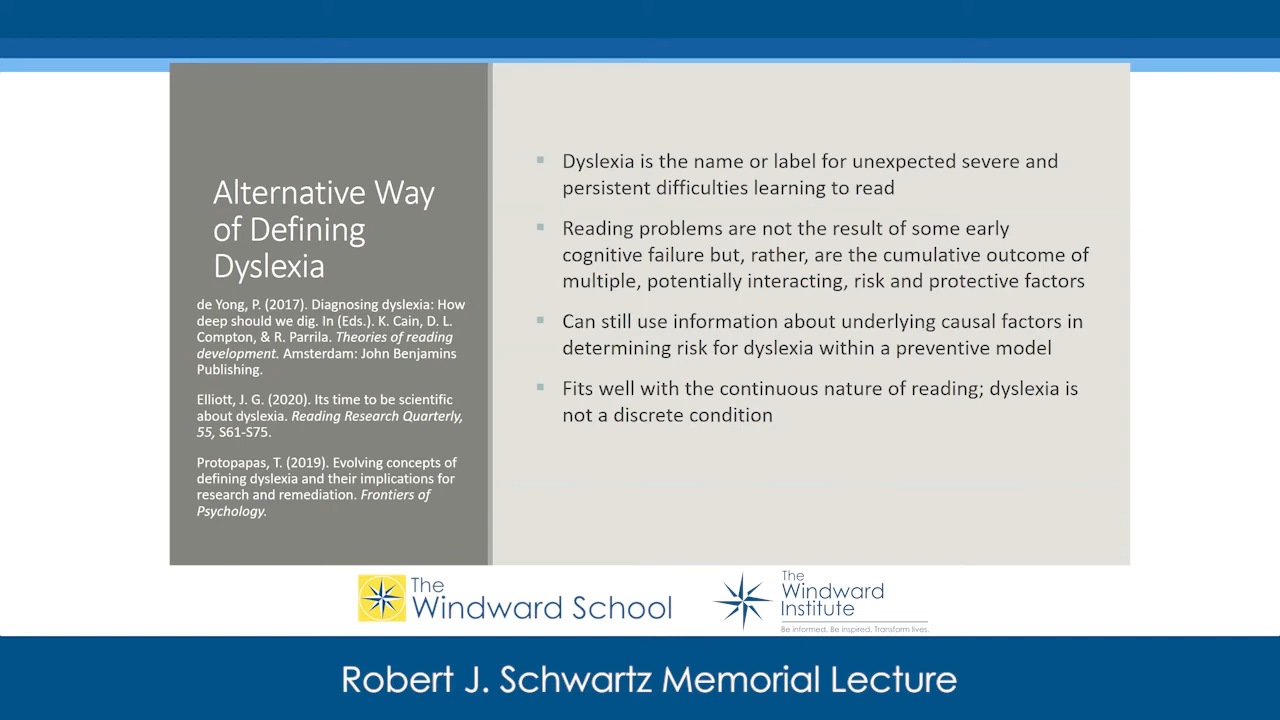 Alternative Way
of Defining
Dyslexia
de Yong, P. (2017). Diagnosing dyslexia: How
deep should we dig. In (Eds.). K. Cain, D. L.
Compton, & R. Parrila. Theories of reading
development. Amsterdam: John Benjamins
Publishing.
Elliott, J. G. (2020). Its time to be scientific
about dyslexia. Reading Research Quarterly,
55, S61-S75.
Protopapas, T. (2019). Evolving concepts of
defining dyslexia and their implications for
research and remediation. Frontiers of
Psychology.
Dyslexia is the name or label for unexpected severe and
persistent difficulties learning to read
Reading problems are not the result of some early
cognitive failure but, rather, are the cumulative outcome of
multiple, potentially interacting, risk and protective factors
Can still use information about underlying causal factors in
determining risk for dyslexia within a preventive model
Fits well with the continuous nature of reading; dyslexia is
not a discrete condition
The
Windward School
The
Windward
Institute
Be informed. Be inspired. Transform lives.
Robert J. Schwartz Memorial Lecture